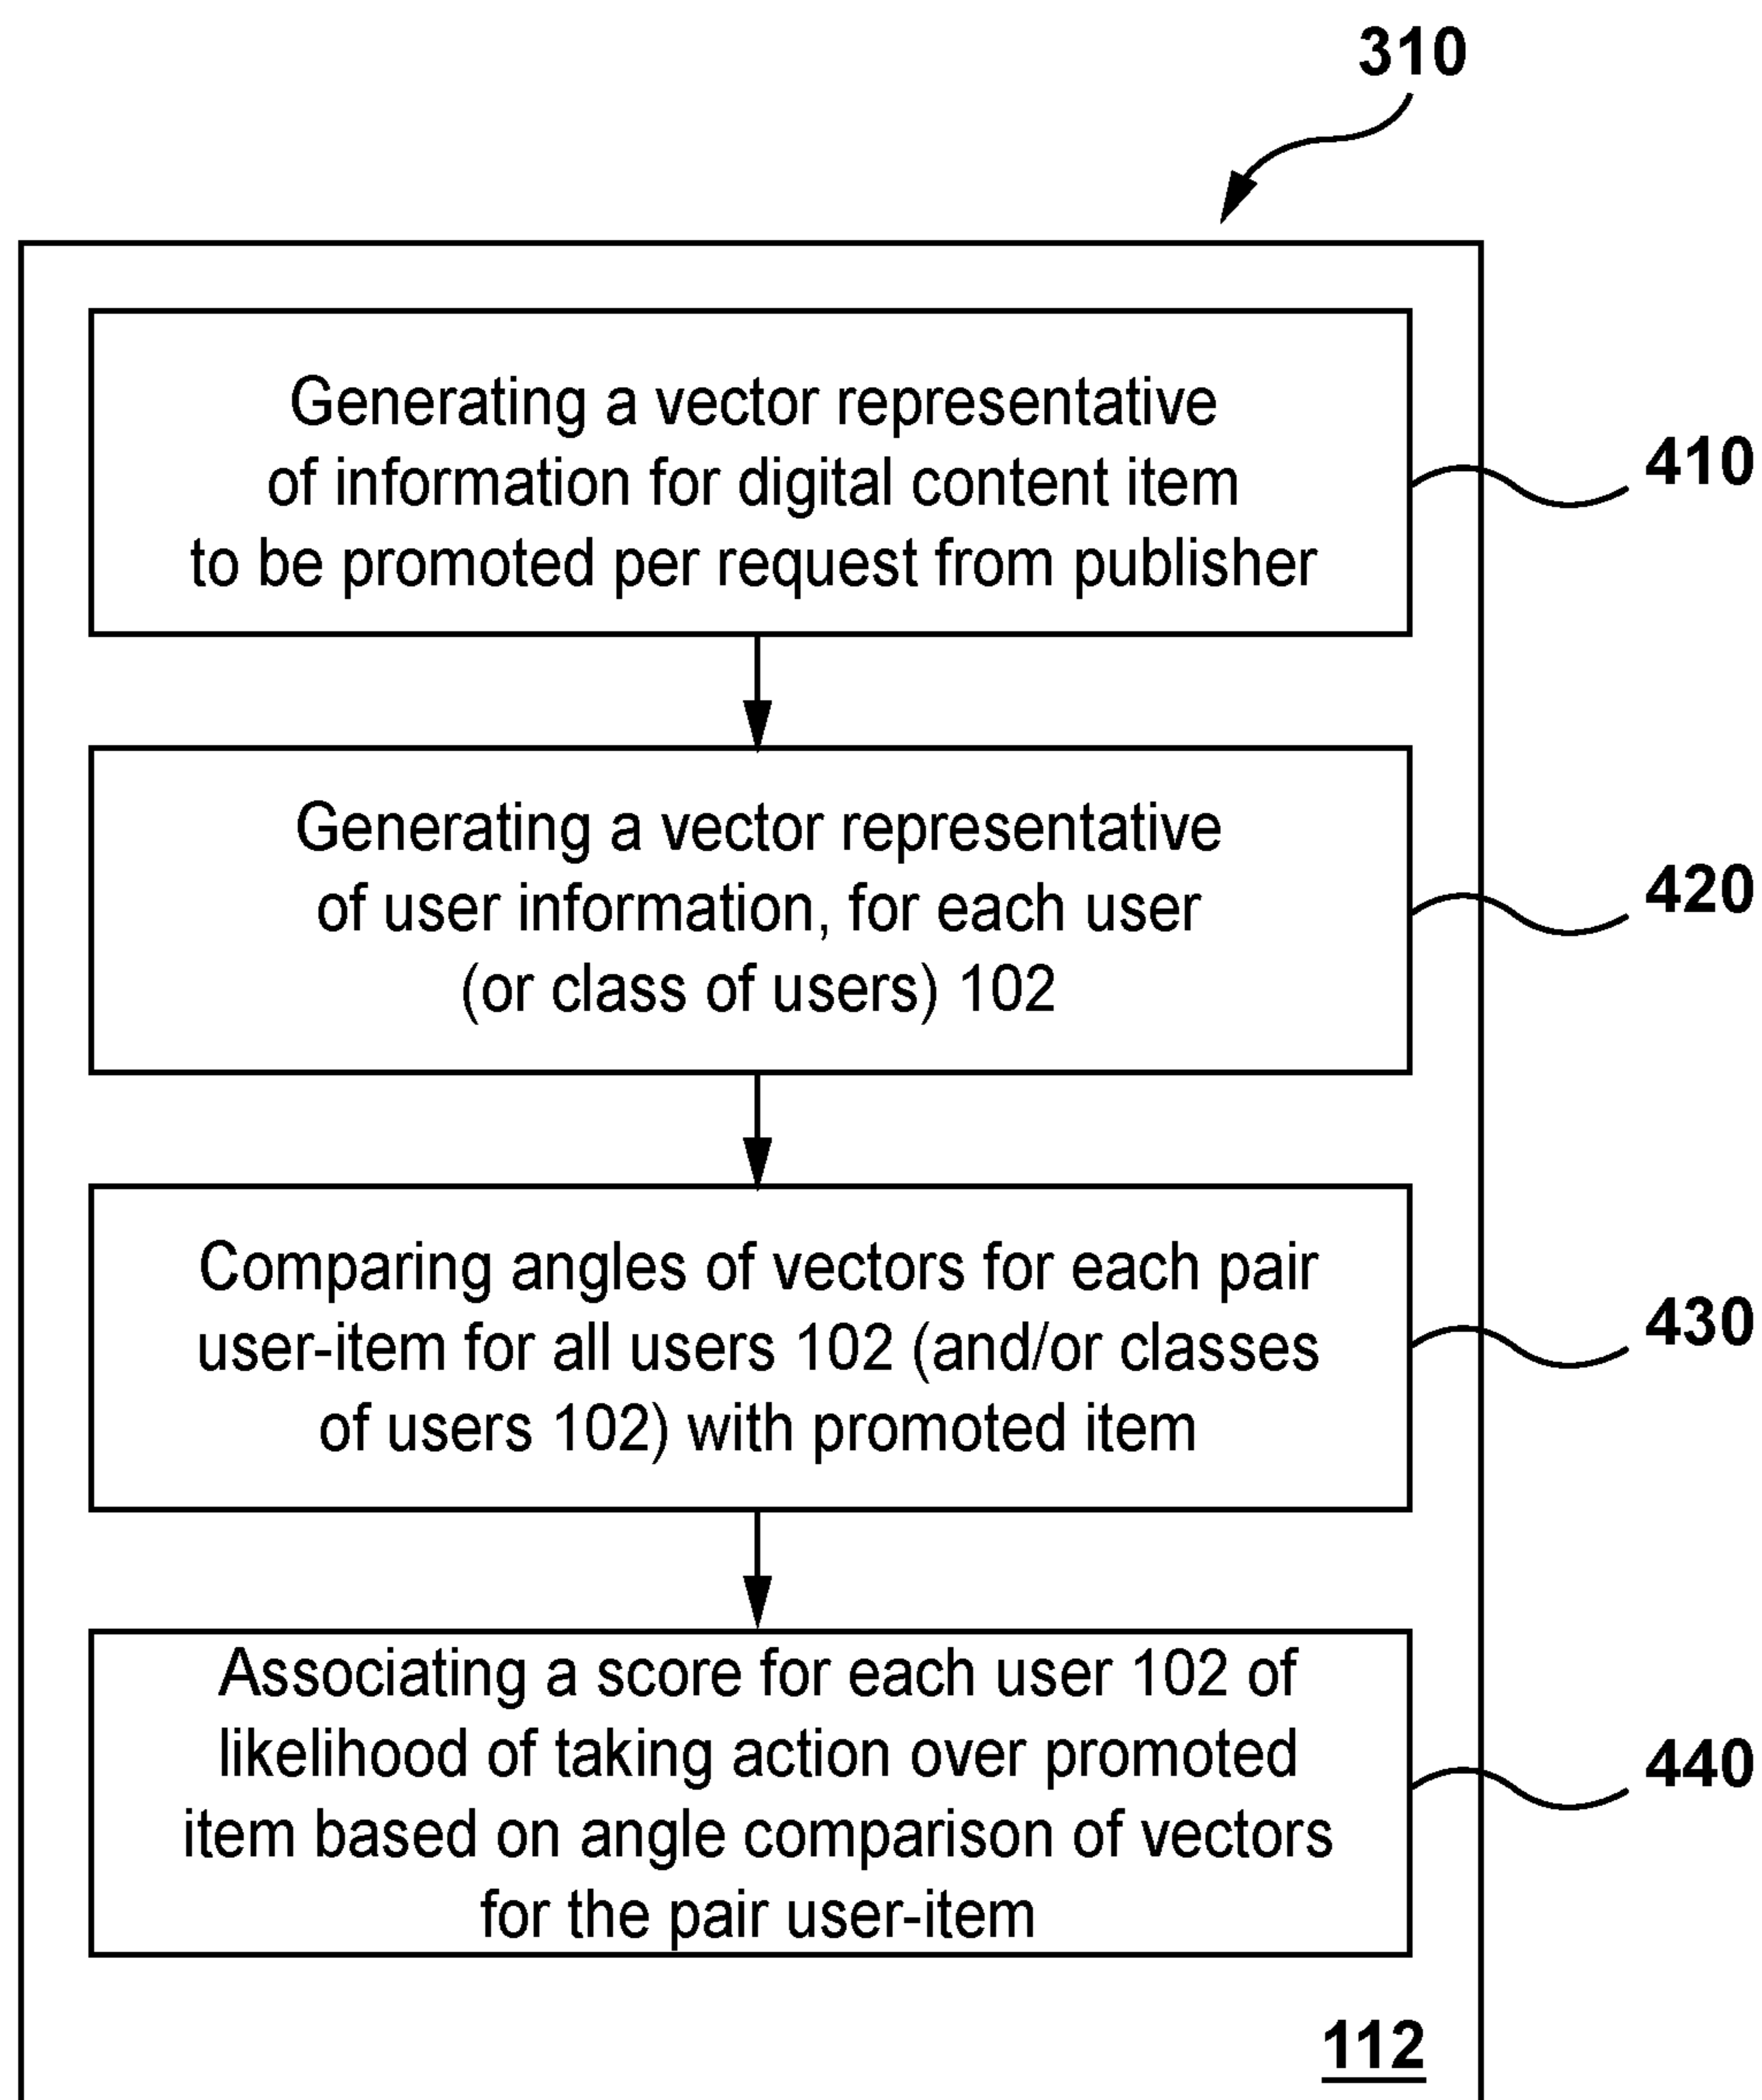 310
Generating a vector representative
of information for digital content item
to be promoted per request from publisher
410
Generating a vector representative
of user information, for each user
(or class of users) 102
420
Comparing angles of vectors for each pair
user-item for all users 102 (and/or classes
of users 102) with promoted item
430
Associating a score for each user 102 of
likelihood of taking action over promoted
item based on angle comparison of vectors
for the pair user-item
440
112